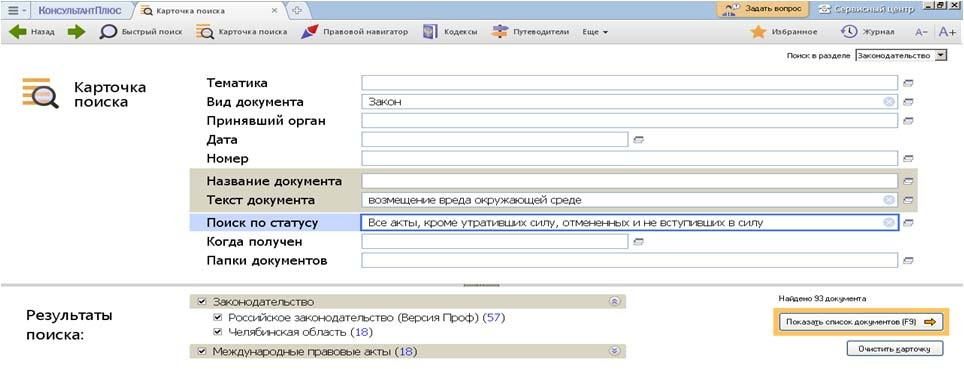 КОНСУЛЬТАНТПЛЮС Карточка поиска Задать вопрос Сервисный центр
Назад Быстрый поиск Карточка поиска Правовой навигатор Кодексы Путеводители Еще Избранное Журнал A− A+
Поиск в разделе Законодательство
Карточка поиска
Тематика
Вид документа Закон
Принявший орган
Дата
Номер
Название документа
Текст документа возмещение вреда окружающей среде
Поиск по статусу Все акты, кроме утративших силу, отмененных и не вступивших в силу
Когда получен
Папки документов
Результаты поиска:
Законодательство
Российское законодательство (Версия Проф) (57)
Челябинская область (18)
Международные правовые акты (18)
Найдено 93 документа
Показать список документов (F9)
Очистить карточку